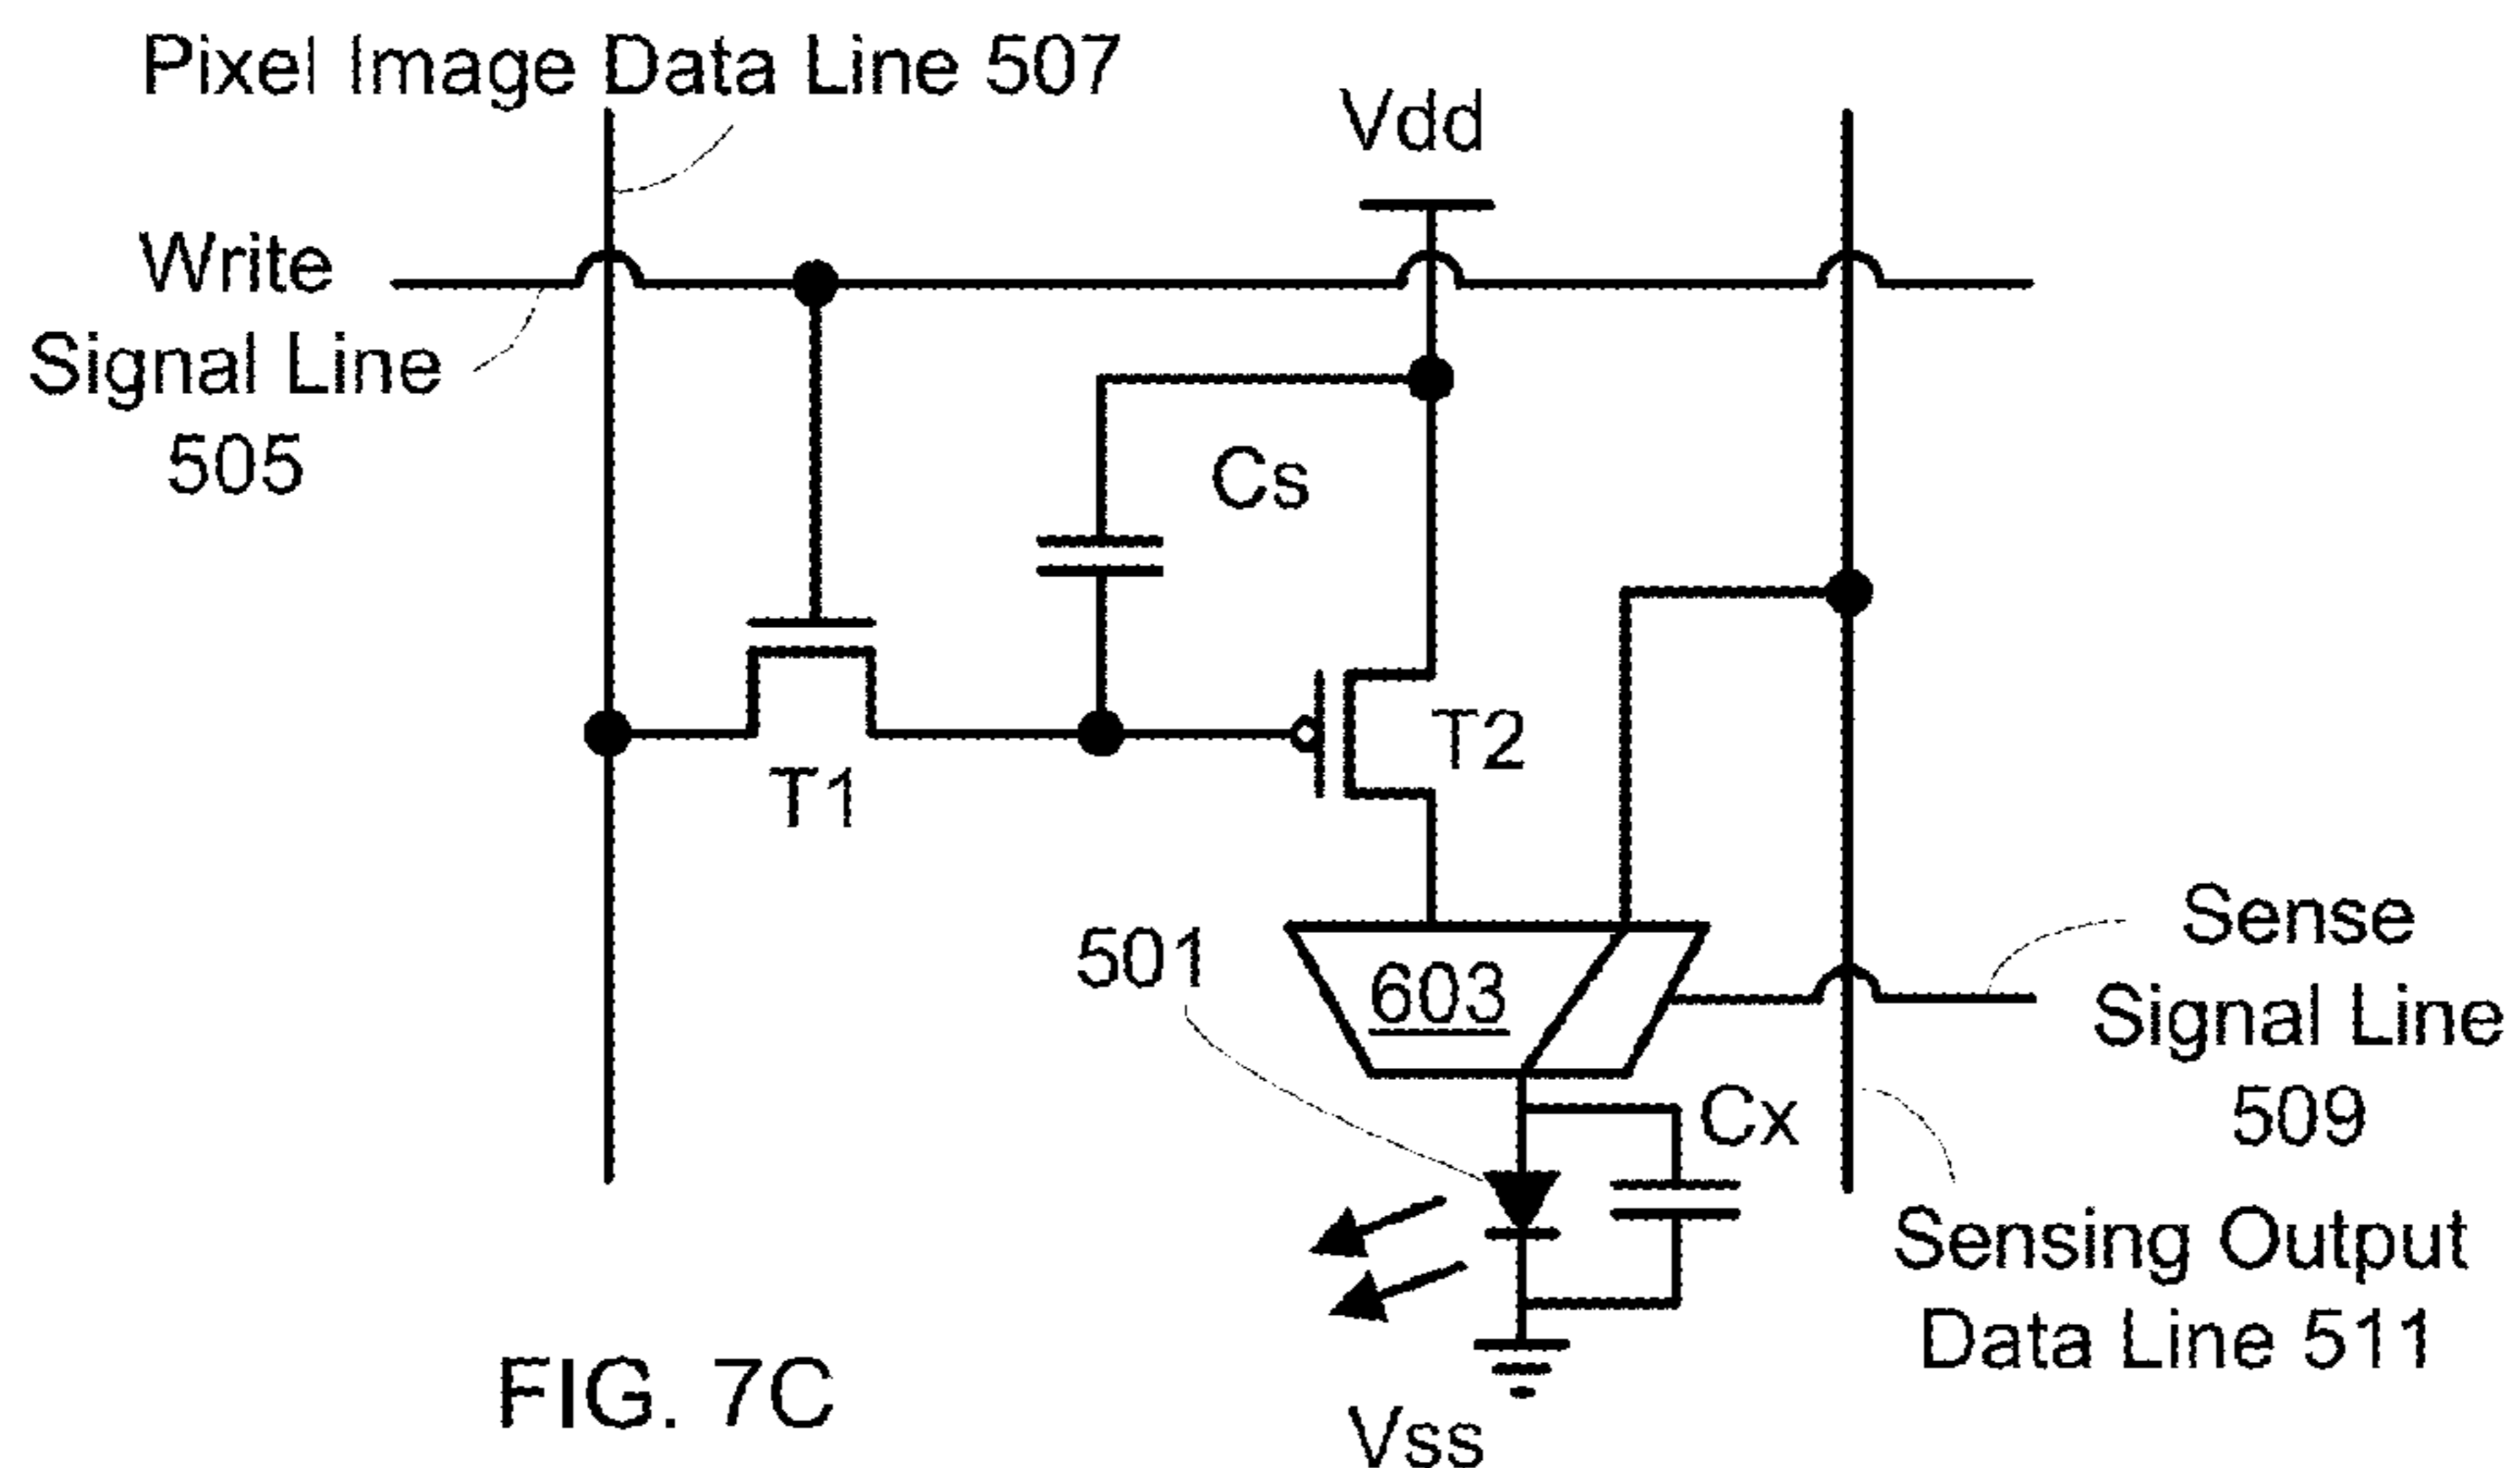 Pixel Image Data Line 507
Vdd
Write
Signal Line
505
Cs
T2
T1
501
603
Sense
Signal Line
509
Cx
Sensing Output
Data Line 511
FIG. 7C
Vss